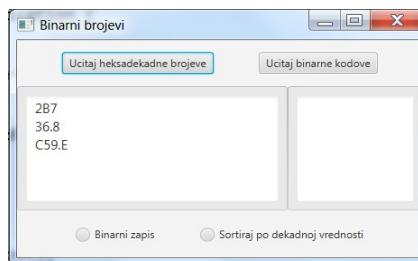 Binarni brojevi
Ucitaj heksadekadne brojeve
Ucitaj binarne kodove
2B7
36.8
C59.E
Binarni zapis
Sortiraj po dekadnoj vrednosti